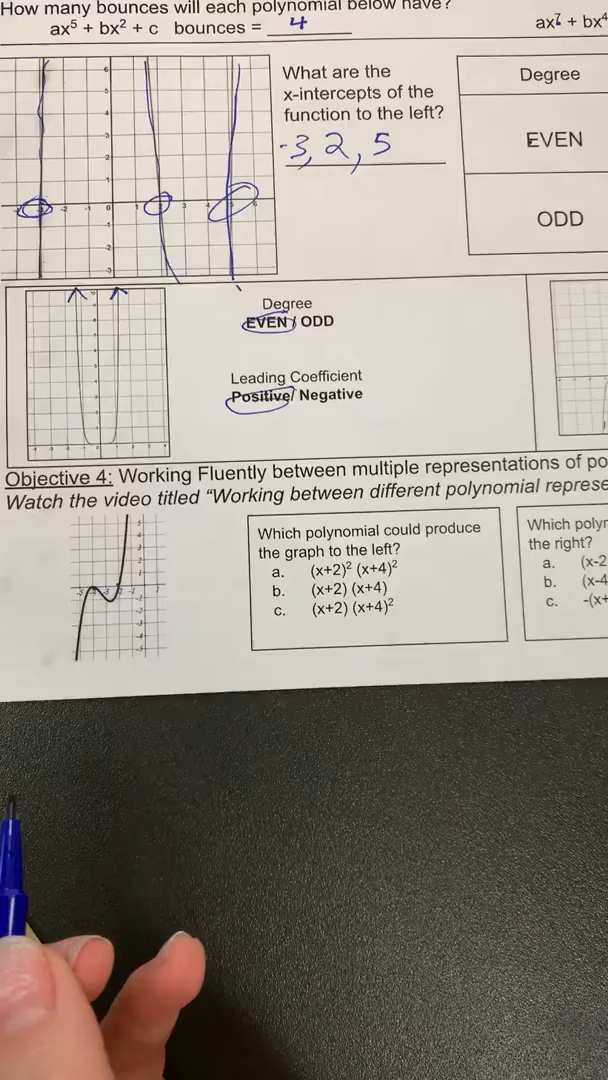 How many bounces will each polynomial below have?
ax⁵ + bx² + c bounces = 4
ax⁷ + bx⁴
What are the
x-intercepts of the
function to the left?
-3, 2, 5
Degree
EVEN
ODD
Degree
EVEN / ODD
Leading Coefficient
Positive/ Negative
Objective 4: Working Fluently between multiple representations of po
Watch the video titled "Working between different polynomial represe
Which polynomial could produce
the graph to the left?
a. (x+2)² (x+4)²
b. (x+2) (x+4)
c. (x+2) (x+4)²
Which polyn
the right?
a. (x-2
b. (x-4
c. -(x+